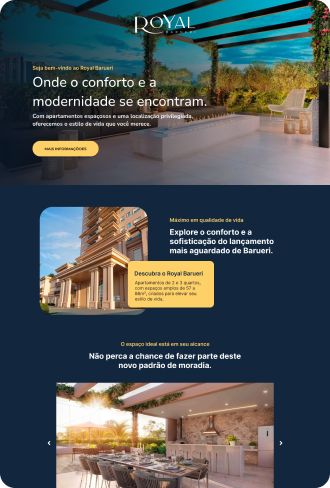 ROYAL
BARUERI
Seja bem-vindo ao Royal Barueri
Onde o conforto e a
modernidade se encontram.
Com apartamentos espaçosos e uma localização privilegiada,
oferecemos o estilo de vida que você merece.
MAIS INFORMAÇÕES
Máximo em qualidade de vida
Explore o conforto e a
sofisticação do lançamento
mais aguardado de Barueri.
Descubra o Royal Barueri
Apartamentos de 2 e 3 quartos,
com espaços amplos de 57 a
86m², criados para elevar seu
estilo de vida.
O espaço ideal está em seu alcance
Não perca a chance de fazer parte deste
novo padrão de moradia.